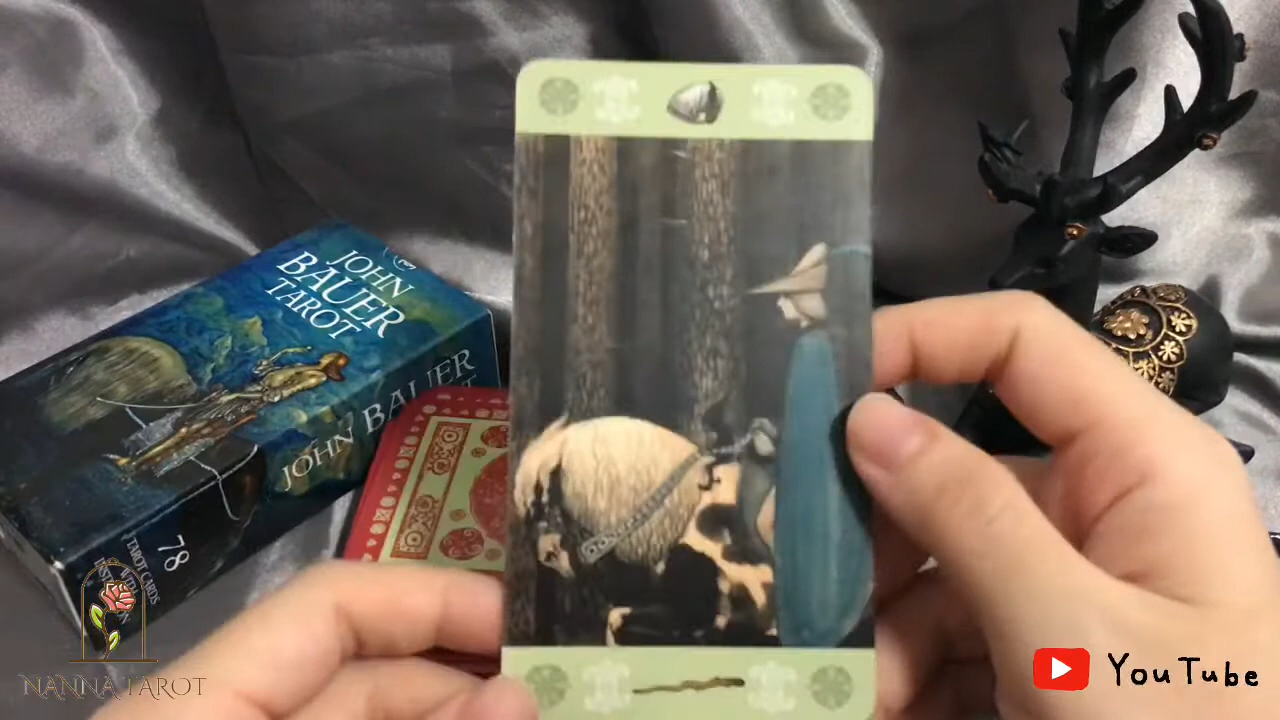 JOHN
BAUER
TAROT
JOHN BAUER
78
TAROT CARDS
NANNA TAROT
YouTube